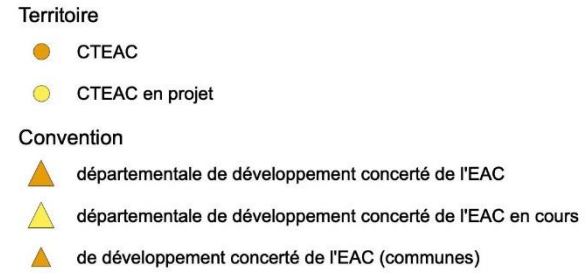 Territoire
CTEAC
CTEAC en projet
Convention
départementale de développement concerté de l'EAC
départementale de développement concerté de l'EAC en cours
de développement concerté de l'EAC (communes)